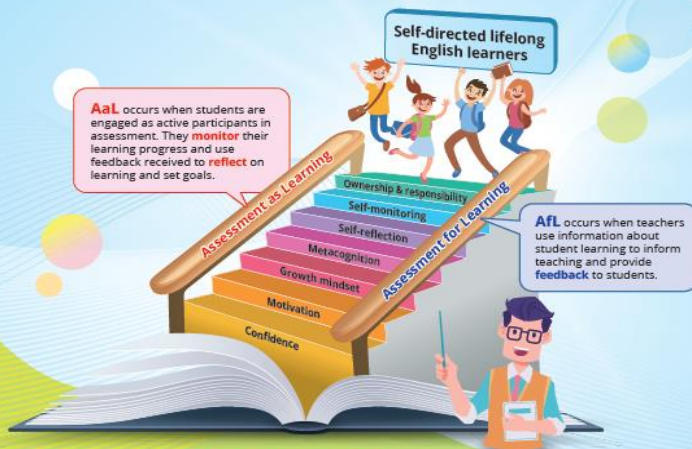 Self-directed lifelong
English learners
AaL occurs when students are
engaged as active participants in
assessment. They monitor their
learning progress and use
feedback received to reflect on
learning and set goals.
Assessment as Learning
Ownership & responsibility
Self-monitoring
Self-reflection
Metacognition
Growth mindset
Motivation
Confidence
Assessment for Learning
AfL occurs when teachers
use information about
student learning to inform
teaching and provide
feedback to students.